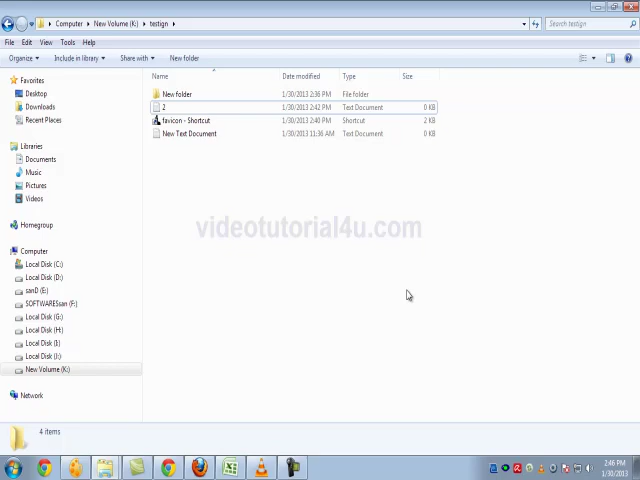 Computer ▸ New Volume (K:) ▸ testign ▸
Search testign
File Edit View Tools Help
Organize Include in library Share with New folder
Name Date modified Type Size
Favorites
Desktop
Downloads
Recent Places
Libraries
Documents
Music
Pictures
Videos
Homegroup
Computer
Local Disk (C:)
Local Disk (D:)
sanD (E:)
SOFTWARESsan (F:)
Local Disk (G:)
Local Disk (H:)
Local Disk (I:)
Local Disk (J:)
New Volume (K:)
Network
New folder 1/30/2013 2:36 PM File folder
2 1/30/2013 2:42 PM Text Document 0 KB
favicon - Shortcut 1/30/2013 2:40 PM Shortcut 2 KB
New Text Document 1/30/2013 11:36 AM Text Document 0 KB
videotutorial4u.com
4 items
2:46 PM
1/30/2013